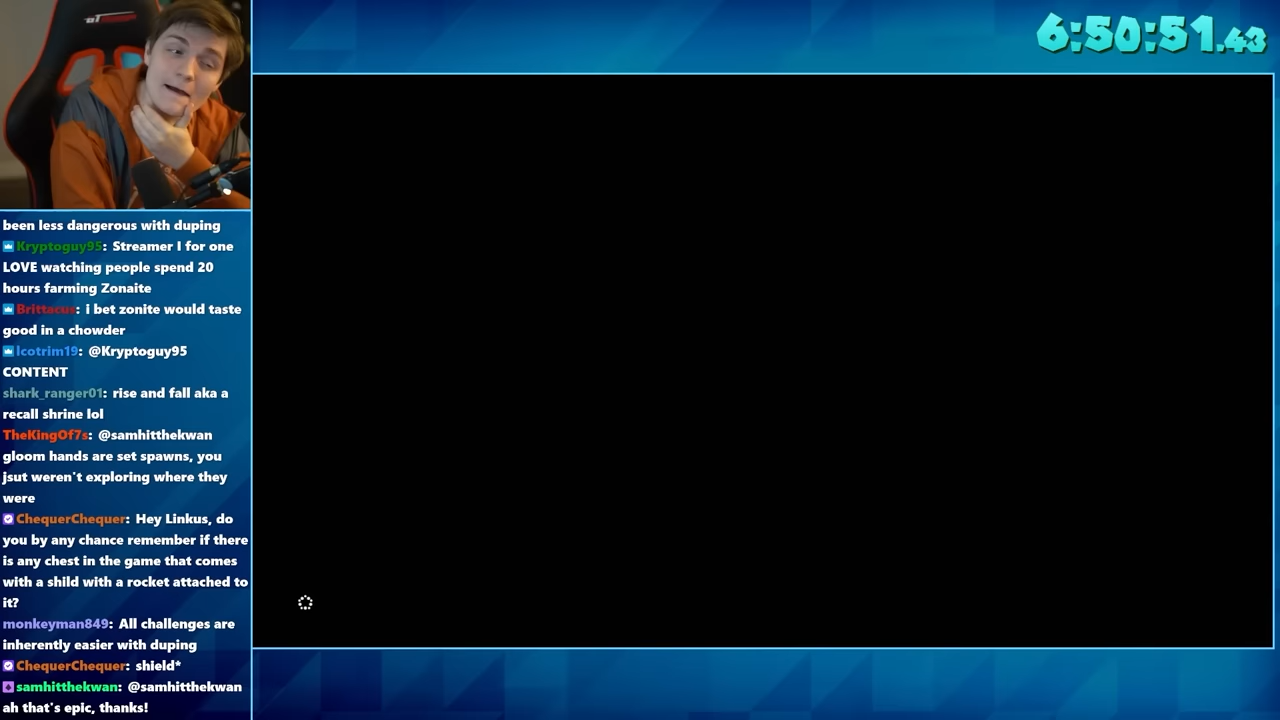 6:50:51.43
been less dangerous with duping
Kryptoguy95: Streamer I for one
LOVE watching people spend 20
hours farming Zonaite
Brittacus: i bet zonite would taste
good in a chowder
lcotrim19: @Kryptoguy95
CONTENT
shark_ranger01: rise and fall aka a
recall shrine lol
TheKingOf7s: @samhitthekwan
gloom hands are set spawns, you
jsut weren't exploring where they
were
ChequerChequer: Hey Linkus, do
you by any chance remember if there
is any chest in the game that comes
with a shild with a rocket attached to
it?
monkeyman849: All challenges are
inherently easier with duping
ChequerChequer: shield*
samhitthekwan: @samhitthekwan
ah that's epic, thanks!